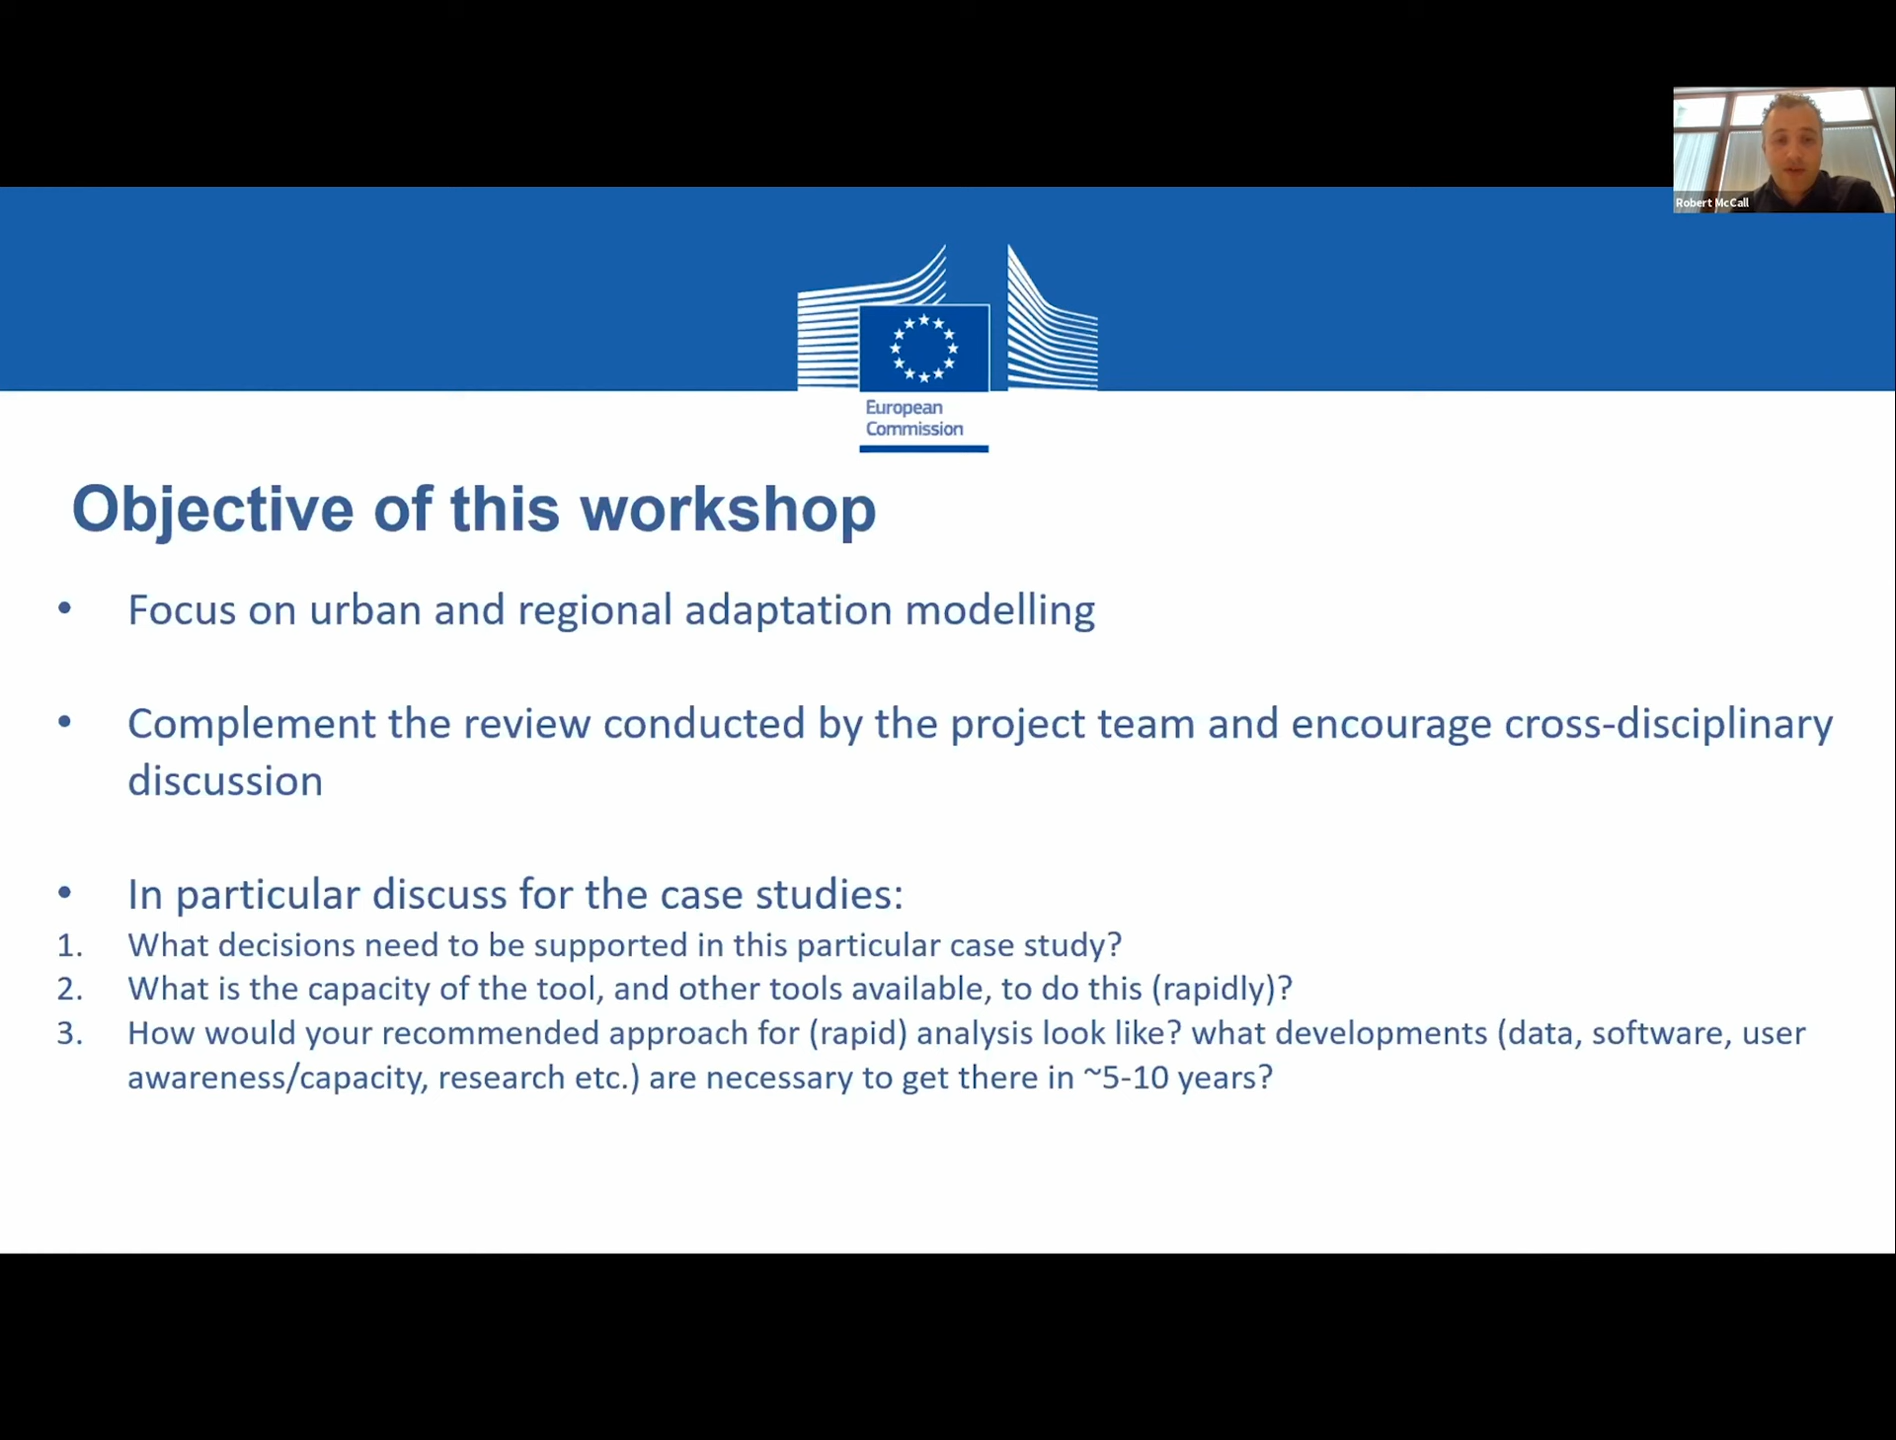 Robert McCall
European
Commission
Objective of this workshop
• Focus on urban and regional adaptation modelling
• Complement the review conducted by the project team and encourage cross-disciplinary
discussion
• In particular discuss for the case studies:
1. What decisions need to be supported in this particular case study?
2. What is the capacity of the tool, and other tools available, to do this (rapidly)?
3. How would your recommended approach for (rapid) analysis look like? what developments (data, software, user
awareness/capacity, research etc.) are necessary to get there in ~5-10 years?